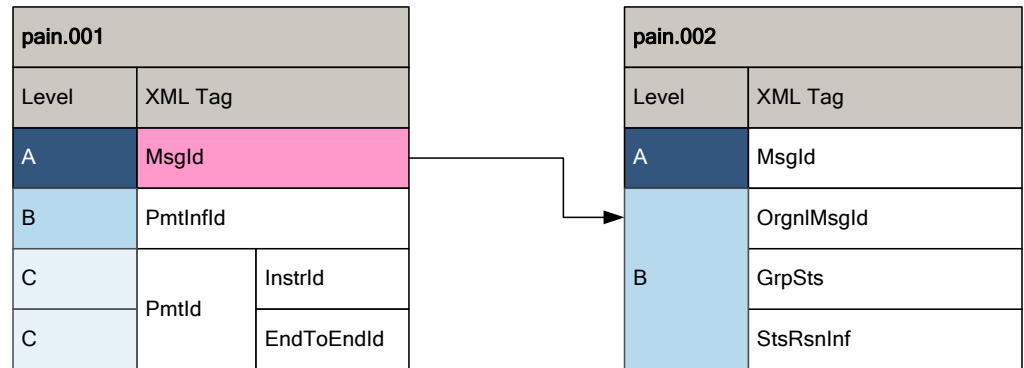 pain.001
Level XML Tag
A MsgId
B PmtInfId
C PmtId InstrId
C EndToEndId
pain.002
Level XML Tag
A MsgId
B OrgnlMsgId
GrpSts
StsRsnInf